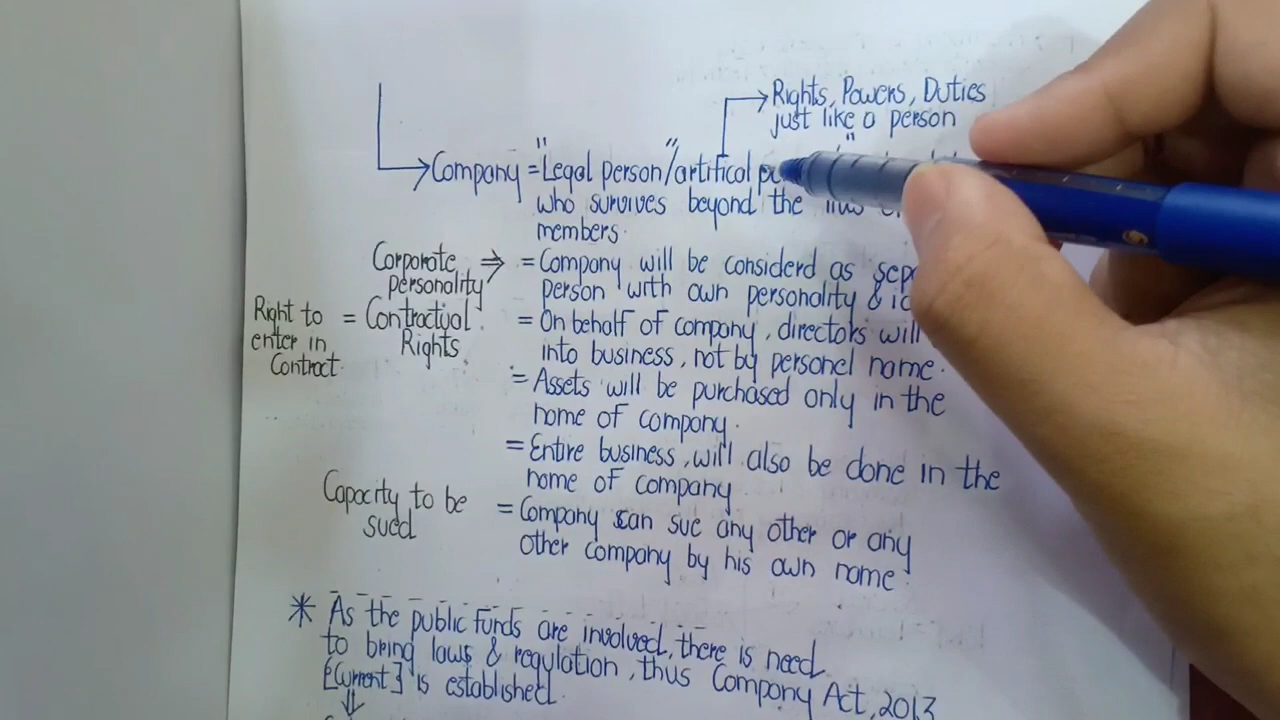 Rights, Powers, Duties
just like a person
Company = "Legal person"/artifical
who survives beyond the
members.
Corporate personality => = Company will be considerd as
person with own personality &
Right to enter in Contract = Contractual Rights
= On behalf of company, directors will
into business, not by personel name.
= Assets will be purchased only in the
name of company.
= Entire business, will also be done in the
name of company
Capacity to be sued
= Company can sue any other or any
other company by his own name
* As the public funds are involved, there is need
to bring laws & regulation, thus Company Act, 2013
[Current] is established.